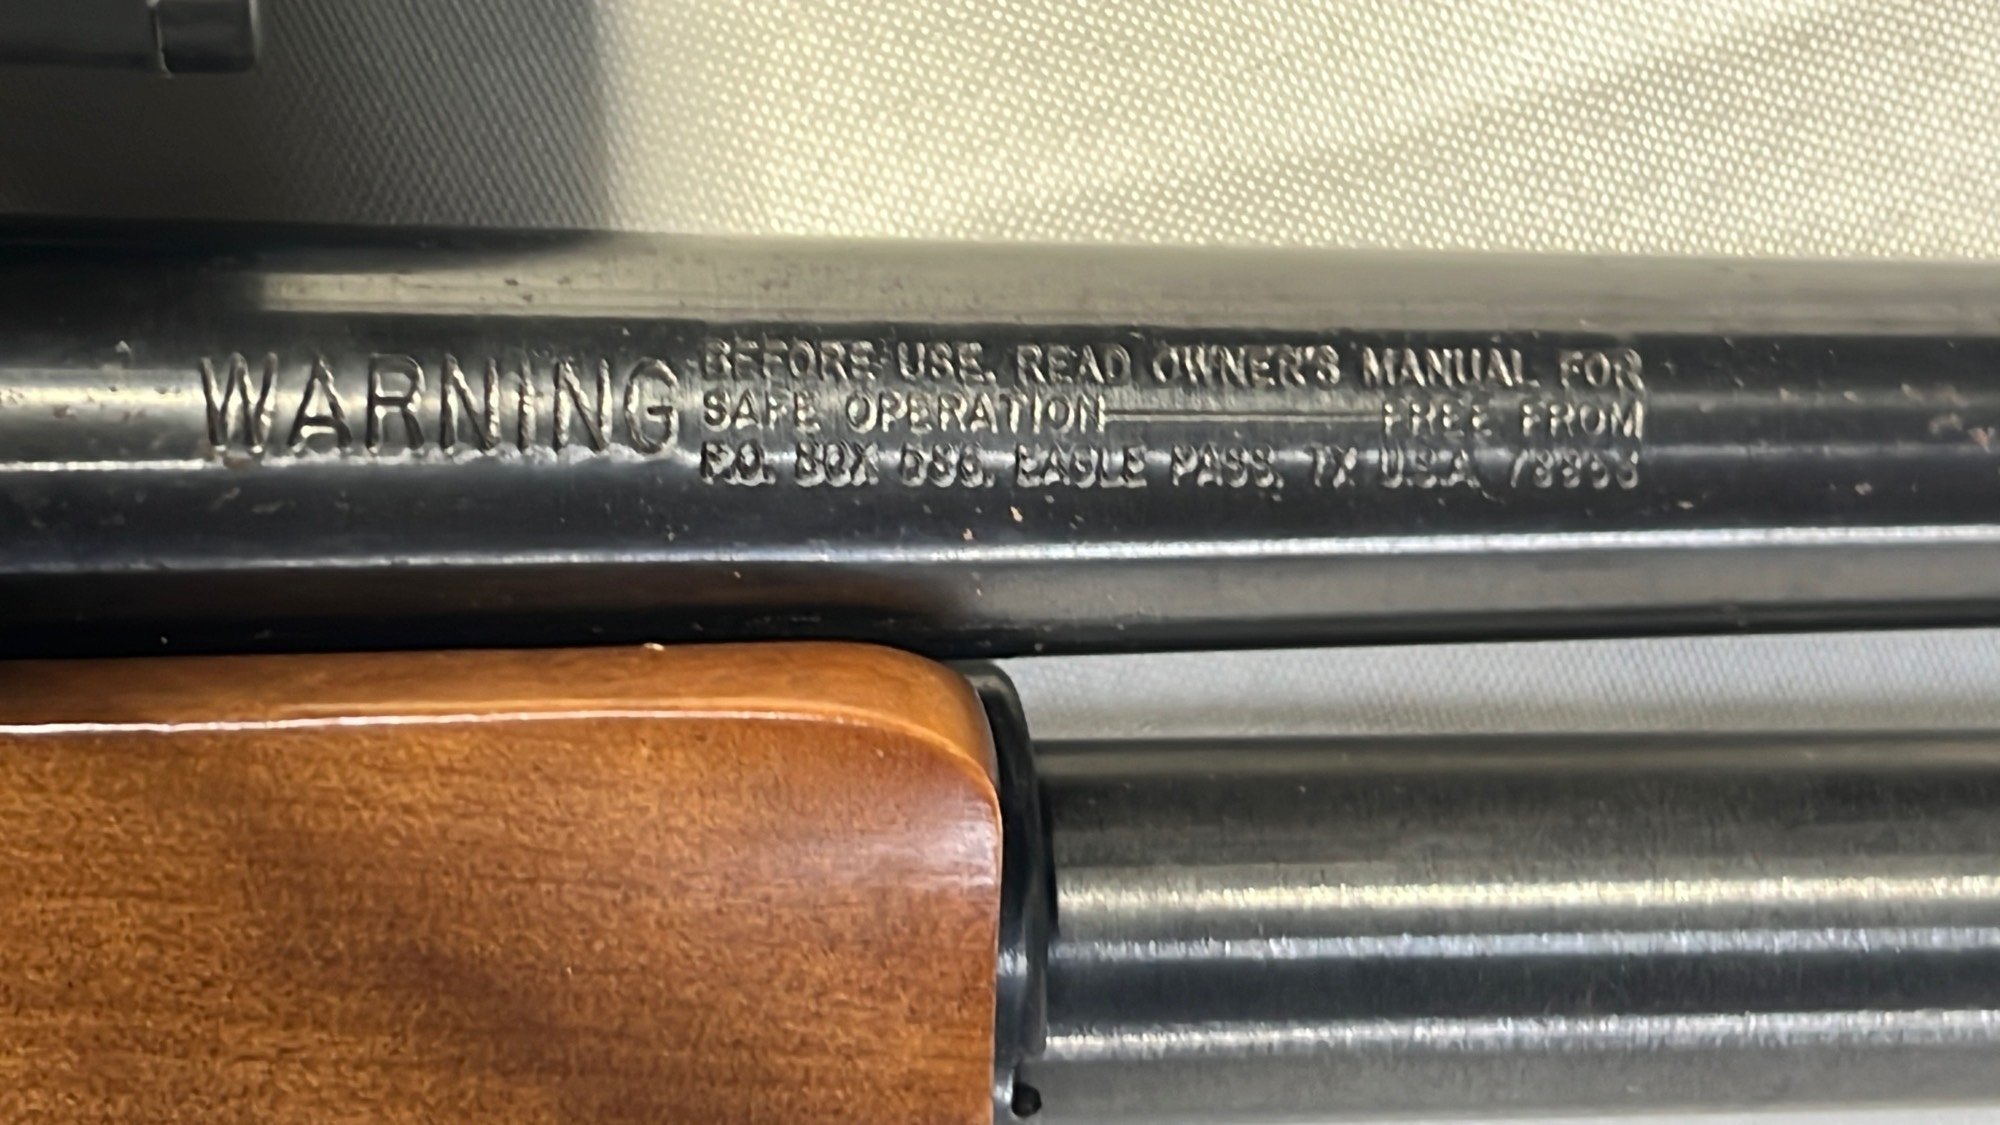 WARNING BEFORE USE. READ OWNER'S MANUAL FOR
SAFE OPERATION FREE FROM
P.O. BOX EAGLE PASS, TX U.S.A.